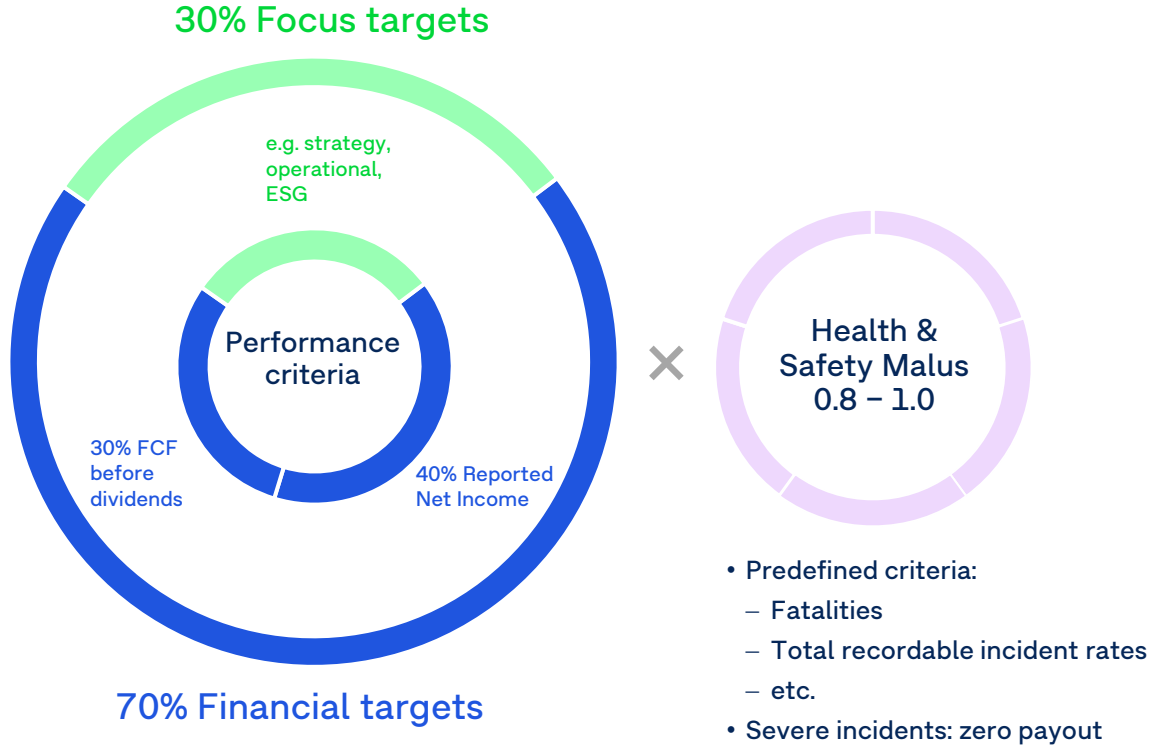 30% Focus targets
e.g. strategy,
operational,
ESG
Performance
criteria
30% FCF
before
dividends
40% Reported
Net Income
70% Financial targets
×
Health &
Safety Malus
0.8 – 1.0
• Predefined criteria:
– Fatalities
– Total recordable incident rates
– etc.
• Severe incidents: zero payout